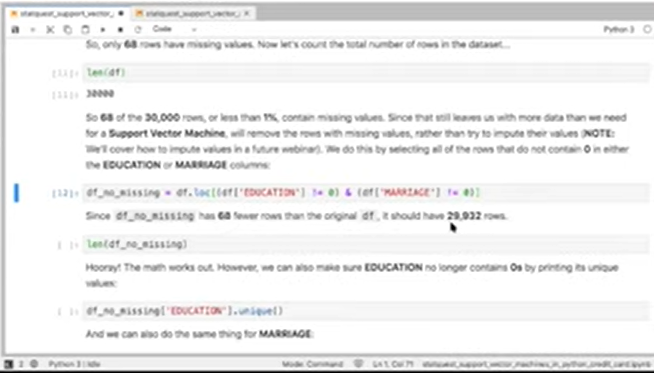 statquest_support_vector_
statquest_support_vector_
Code
Python 3
So, only 68 rows have missing values. Now let's count the total number of rows in the dataset...
[11]: len(df)
[11]: 30000
So 68 of the 30,000 rows, or less than 1%, contain missing values. Since that still leaves us with more data than we need
for a Support Vector Machine, will remove the rows with missing values, rather than try to impute their values (NOTE:
We'll cover how to impute values in a future webinar). We do this by selecting all of the rows that do not contain 0 in either
the EDUCATION or MARRIAGE columns:
[12]: df_no_missing = df.loc[(df['EDUCATION'] != 0) & (df['MARRIAGE'] != 0)]
Since df_no_missing has 68 fewer rows than the original df, it should have 29,932 rows.
[ ]: len(df_no_missing)
Hooray! The math works out. However, we can also make sure EDUCATION no longer contains 0s by printing its unique
values:
[ ]: df_no_missing['EDUCATION'].unique()
And we can also do the same thing for MARRIAGE:
2 Python 3 | Idle Mode: Command Ln 1, Col 71 statquest_support_vector_machines_in_python_credit_card.ipynb